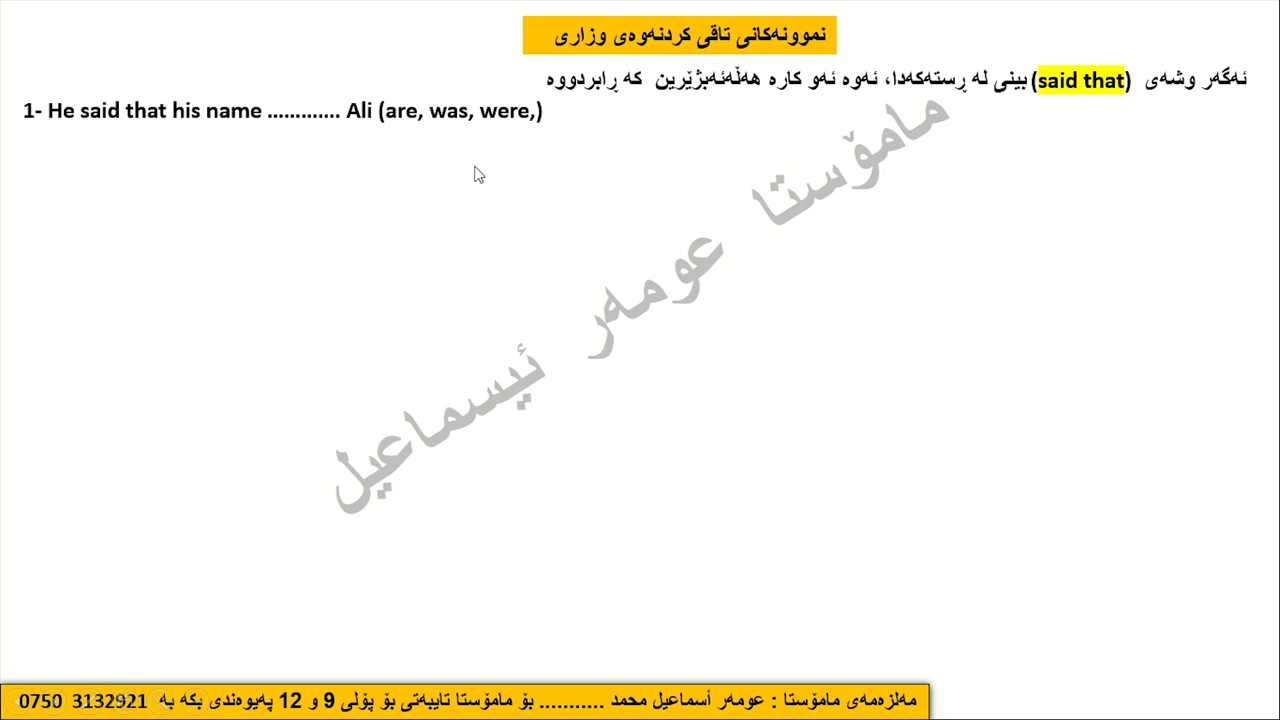 نموونەکانی تاقی کردنەوەی وزاری
ئەگەر وشەی (said that) بینی لە ڕستەکەدا، ئەوە ئەو کارە هەڵەئەبژێرین کە ڕابردووە
1- He said that his name ............. Ali (are, was, were,)
مامۆستا عومەر ئیسماعیل
مەلزەمەی مامۆستا : عومەر أسماعیل محمد ........... بۆ مامۆستا تایبەتی بۆ پۆلی 9 و 12 پەیوەندی بکە بە 3132921 0750